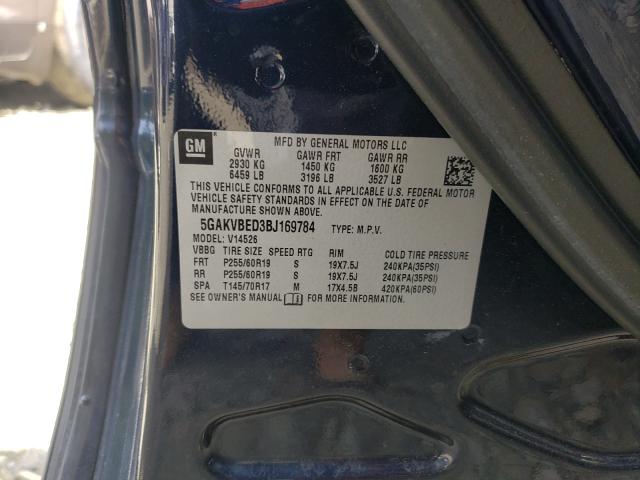 GM
MFD BY GENERAL MOTORS LLC
GVWR GAWR FRT GAWR RR
2930 KG 1450 KG 1600 KG
6459 LB 3196 LB 3527 LB
THIS VEHICLE CONFORMS TO ALL APPLICABLE U.S. FEDERAL MOTOR
VEHICLE SAFETY STANDARDS IN EFFECT ON THE DATE OF
MANUFACTURE SHOWN ABOVE.
5GAKVBED3BJ169784 TYPE: M.P.V.
MODEL: V14526
VBBG TIRE SIZE SPEED RTG RIM COLD TIRE PRESSURE
FRT P255/60R19 S 19X7.5J 240KPA(35PSI)
RR P255/60R19 S 19X7.5J 240KPA(35PSI)
SPA T145/70R17 M 17X4.5B 420KPA(60PSI)
SEE OWNER'S MANUAL FOR MORE INFORMATION.